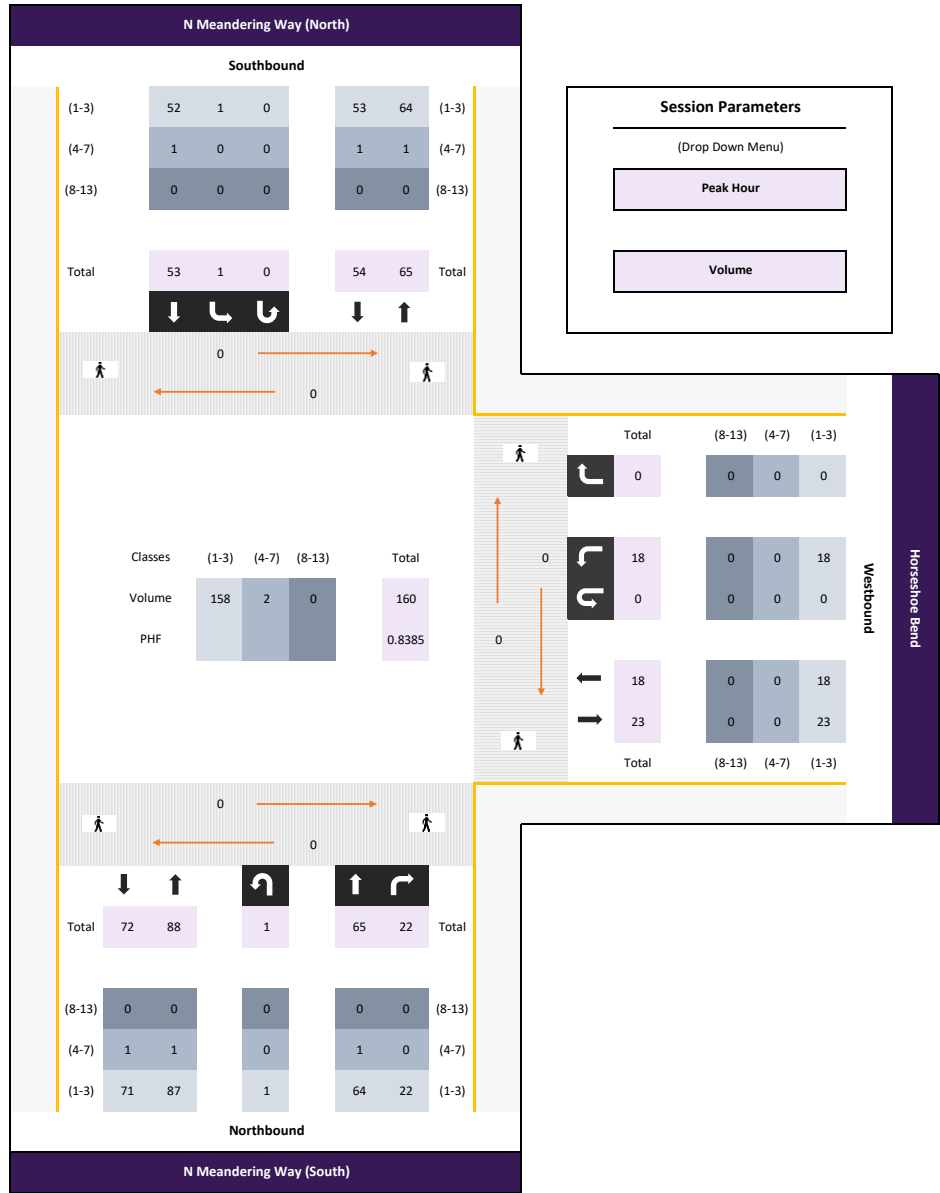 N Meandering Way (North)
Southbound
(1-3) 52 1 0 53 64 (1-3)
Session Parameters
(4-7) 1 0 0 1 1 (4-7)
(Drop Down Menu)
(8-13) 0 0 0 0 0 (8-13)
Peak Hour
Total 53 1 0 54 65 Total
Volume
0
0
Total (8-13) (4-7) (1-3)
0 0 0 0
Classes (1-3) (4-7) (8-13) Total
0
18 0 0 18
Volume 158 2 0 160
0 0 0 0
PHF 0.8385
0
18 0 0 18
23 0 0 23
Total (8-13) (4-7) (1-3)
Westbound
Horseshoe Bend
0
0
Total 72 88 1 65 22 Total
(8-13) 0 0 0 0 0 (8-13)
(4-7) 1 1 0 1 0 (4-7)
(1-3) 71 87 1 64 22 (1-3)
Northbound
N Meandering Way (South)